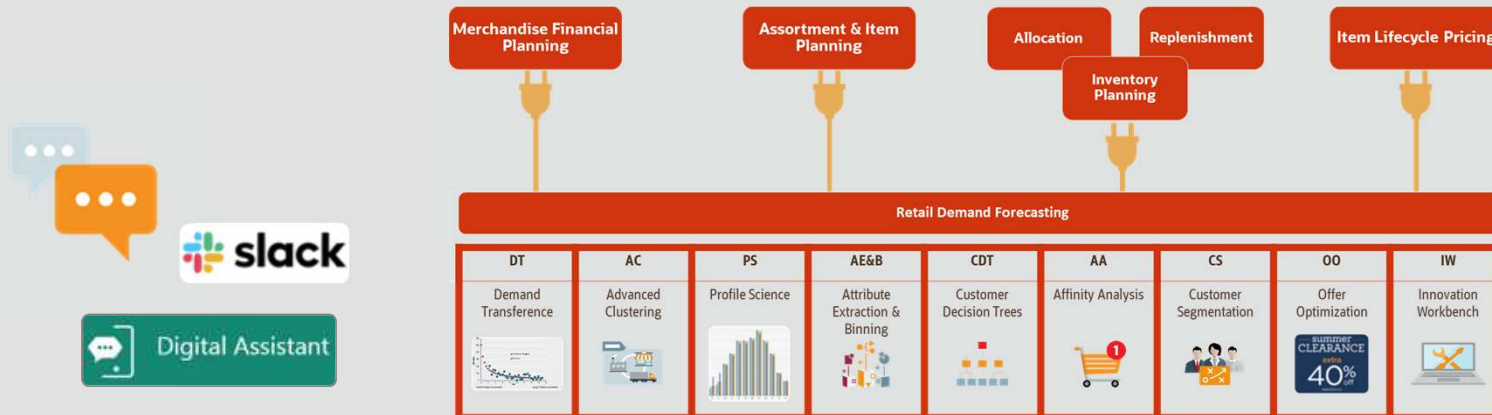 Merchandise Financial
Planning
Assortment & Item
Planning
Allocation
Replenishment
Inventory
Planning
Item Lifecycle Pricing
slack
Digital Assistant
Retail Demand Forecasting
DT
Demand
Transference
AC
Advanced
Clustering
PS
Profile Science
AE&B
Attribute
Extraction &
Binning
CDT
Customer
Decision Trees
AA
Affinity Analysis
1
CS
Customer
Segmentation
OO
Offer
Optimization
summer
CLEARANCE
extra
40% off
IW
Innovation
Workbench